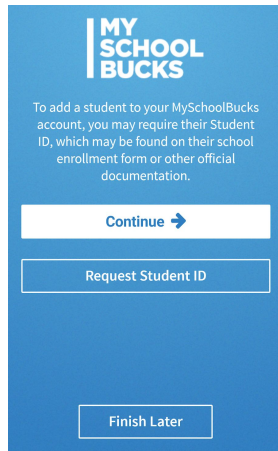 MY
SCHOOL
BUCKS
To add a student to your MySchoolBucks
account, you may require their Student
ID, which may be found on their school
enrollment form or other official
documentation.
Continue
Request Student ID
Finish Later